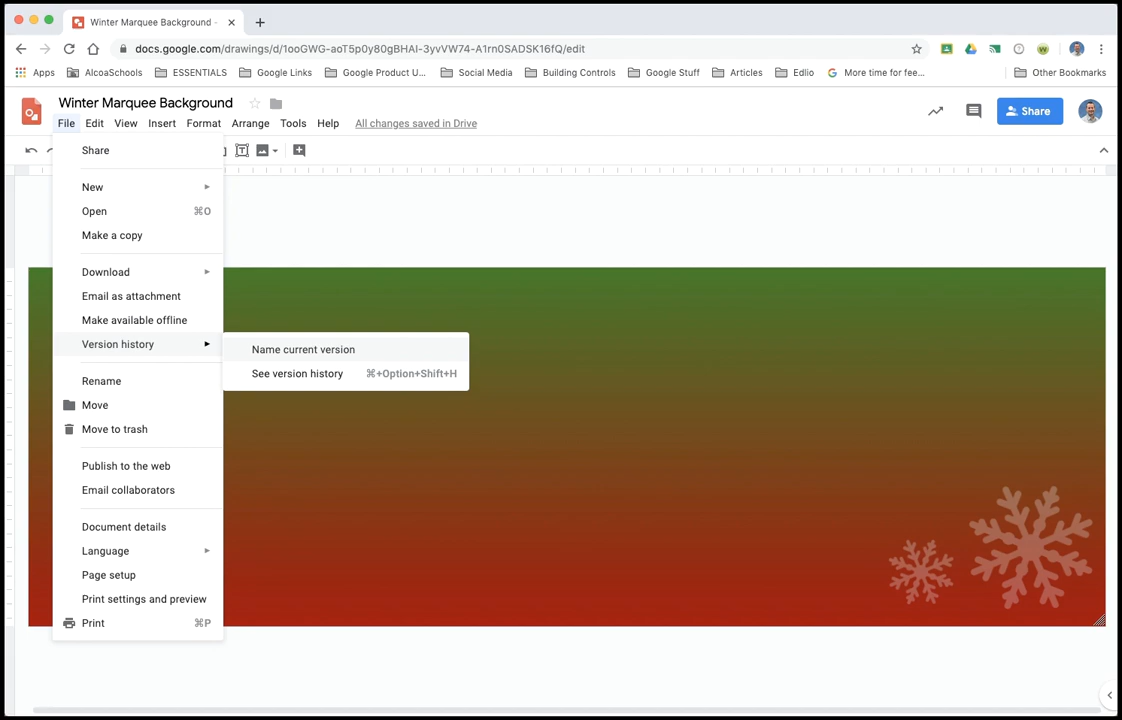 Winter Marquee Background -
docs.google.com/drawings/d/1ooGWG-aoT5p0y80gBHAI-3yvVW74-A1rn0SADSK16fQ/edit
Apps AlcoaSchools ESSENTIALS Google Links Google Product U... Social Media Building Controls Google Stuff Articles Edlio More time for fee... Other Bookmarks
Winter Marquee Background
File Edit View Insert Format Arrange Tools Help All changes saved in Drive
Share
Share
New
Open ⌘O
Make a copy
Download
Email as attachment
Make available offline
Version history
Name current version
See version history ⌘+Option+Shift+H
Rename
Move
Move to trash
Publish to the web
Email collaborators
Document details
Language
Page setup
Print settings and preview
Print ⌘P